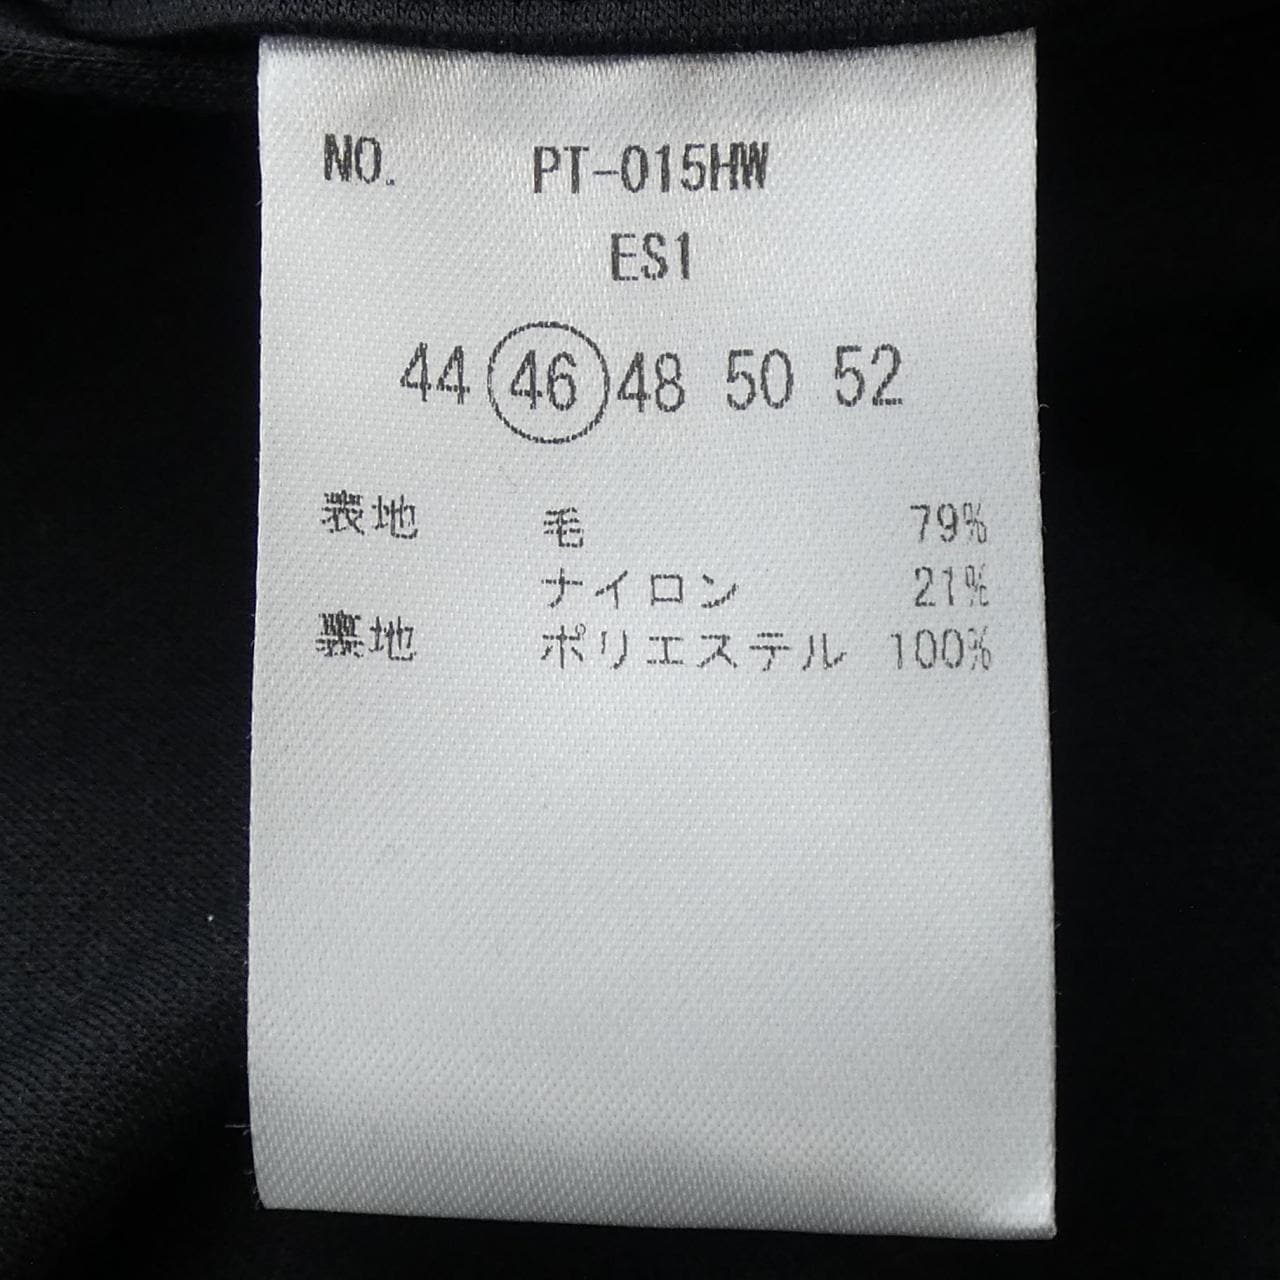 NO. PT-015HW
ES1
44 46 48 50 52
表地 毛 79%
ナイロン 21%
裏地 ポリエステル 100%